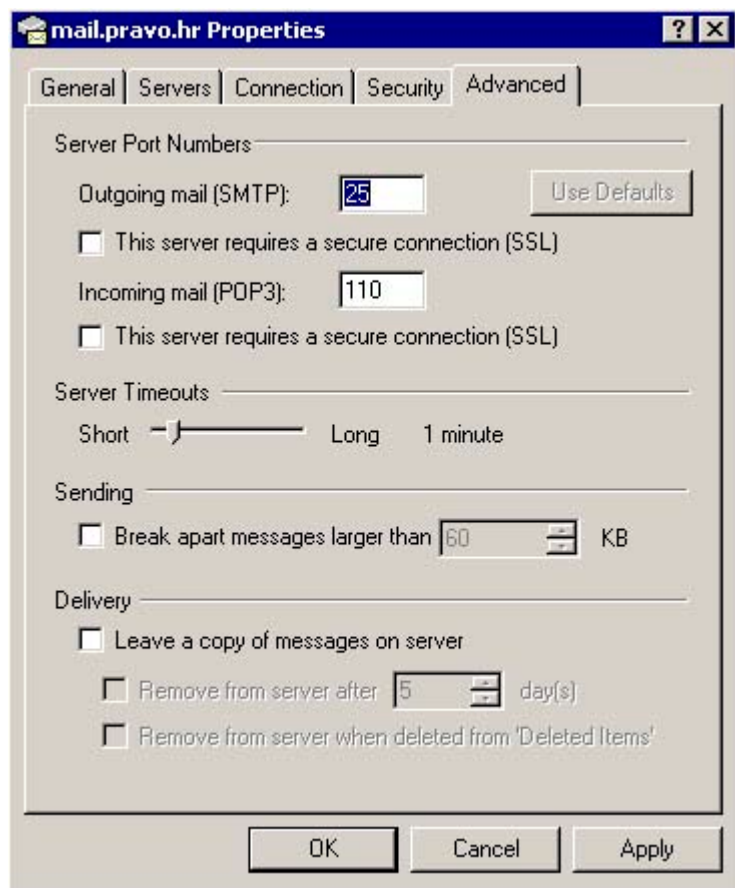 mail.pravo.hr Properties
General Servers Connection Security Advanced
Server Port Numbers
Outgoing mail (SMTP): 25 Use Defaults
This server requires a secure connection (SSL)
Incoming mail (POP3): 110
This server requires a secure connection (SSL)
Server Timeouts
Short Long 1 minute
Sending
Break apart messages larger than 60 KB
Delivery
Leave a copy of messages on server
Remove from server after 5 day(s)
Remove from server when deleted from 'Deleted Items'
OK Cancel Apply